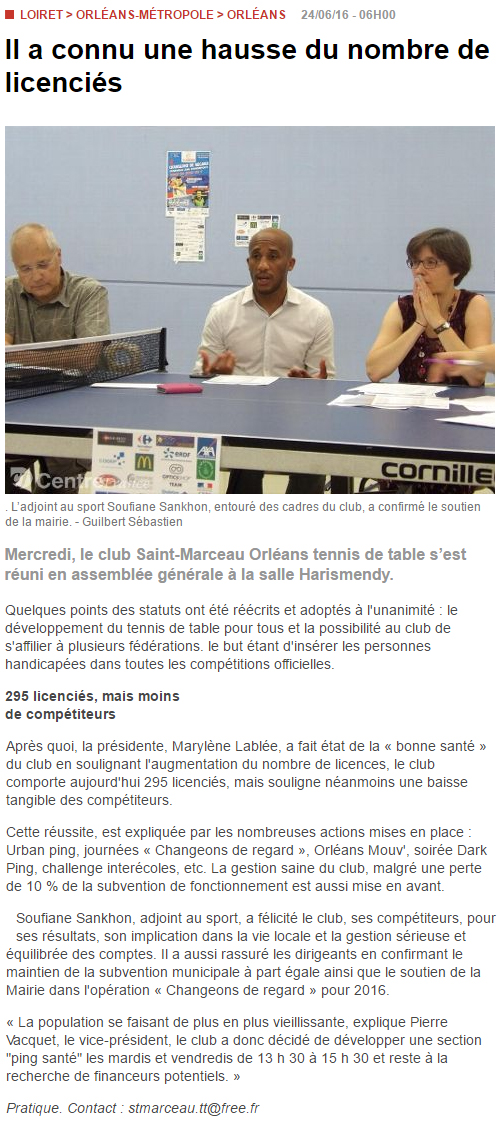 LOIRET > ORLÉANS-MÉTROPOLE > ORLÉANS 24/06/16 - 06H00
Il a connu une hausse du nombre de
licenciés
cornille
Centre
. L'adjoint au sport Soufiane Sankhon, entouré des cadres du club, a confirmé le soutien
de la mairie. - Guilbert Sébastien
Mercredi, le club Saint-Marceau Orléans tennis de table s'est
réuni en assemblée générale à la salle Harismendy.
Quelques points des statuts ont été réécrits et adoptés à l'unanimité : le
développement du tennis de table pour tous et la possibilité au club de
s'affilier à plusieurs fédérations. le but étant d'insérer les personnes
handicapées dans toutes les compétitions officielles.
295 licenciés, mais moins
de compétiteurs
Après quoi, la présidente, Marylène Lablée, a fait état de la « bonne santé »
du club en soulignant l'augmentation du nombre de licences, le club
comporte aujourd'hui 295 licenciés, mais souligne néanmoins une baisse
tangible des compétiteurs.
Cette réussite, est expliquée par les nombreuses actions mises en place :
Urban ping, journées « Changeons de regard », Orléans Mouv', soirée Dark
Ping, challenge interécoles, etc. La gestion saine du club, malgré une perte
de 10 % de la subvention de fonctionnement est aussi mise en avant.
Soufiane Sankhon, adjoint au sport, a félicité le club, ses compétiteurs, pour
ses résultats, son implication dans la vie locale et la gestion sérieuse et
équilibrée des comptes. Il a aussi rassuré les dirigeants en confirmant le
maintien de la subvention municipale à part égale ainsi que le soutien de la
Mairie dans l'opération « Changeons de regard » pour 2016.
« La population se faisant de plus en plus vieillissante, explique Pierre
Vacquet, le vice-président, le club a donc décidé de développer une section
"ping santé" les mardis et vendredis de 13 h 30 à 15 h 30 et reste à la
recherche de financeurs potentiels. »
Pratique. Contact : stmarceau.tt@free.fr